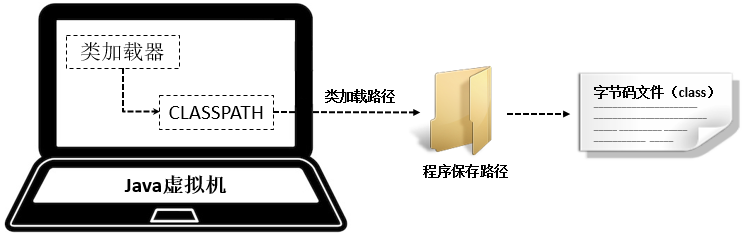 类加载器
CLASSPATH
类加载路径
程序保存路径
字节码文件（class）
Java虚拟机